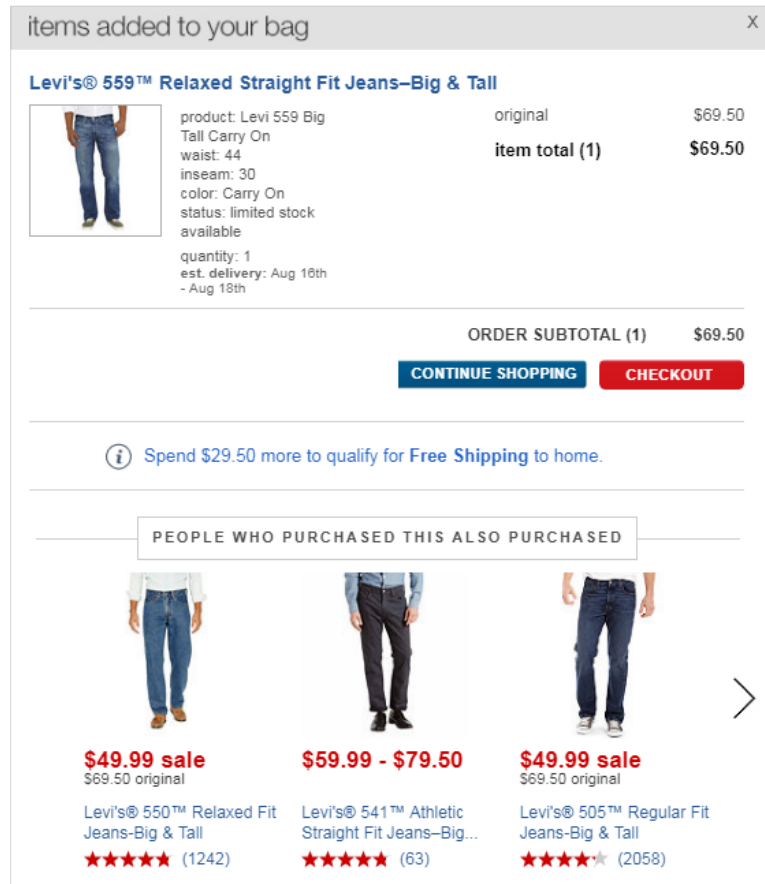 items added to your bag
X
Levi's® 559™ Relaxed Straight Fit Jeans–Big & Tall
product: Levi 559 Big
Tall Carry On
waist: 44
inseam: 30
color: Carry On
status: limited stock
available
quantity: 1
est. delivery: Aug 16th
- Aug 18th
original $69.50
item total (1) $69.50
ORDER SUBTOTAL (1) $69.50
CONTINUE SHOPPING CHECKOUT
i Spend $29.50 more to qualify for Free Shipping to home.
PEOPLE WHO PURCHASED THIS ALSO PURCHASED
$49.99 sale
$69.50 original
Levi's® 550™ Relaxed Fit
Jeans-Big & Tall
(1242)
$59.99 - $79.50
Levi's® 541™ Athletic
Straight Fit Jeans–Big...
(63)
$49.99 sale
$69.50 original
Levi's® 505™ Regular Fit
Jeans-Big & Tall
(2058)